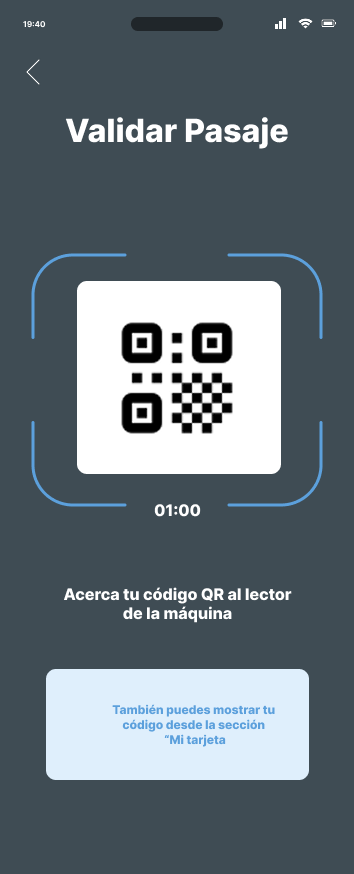 19:40
Validar Pasaje
01:00
Acerca tu código QR al lector
de la máquina
También puedes mostrar tu
código desde la sección
“Mi tarjeta